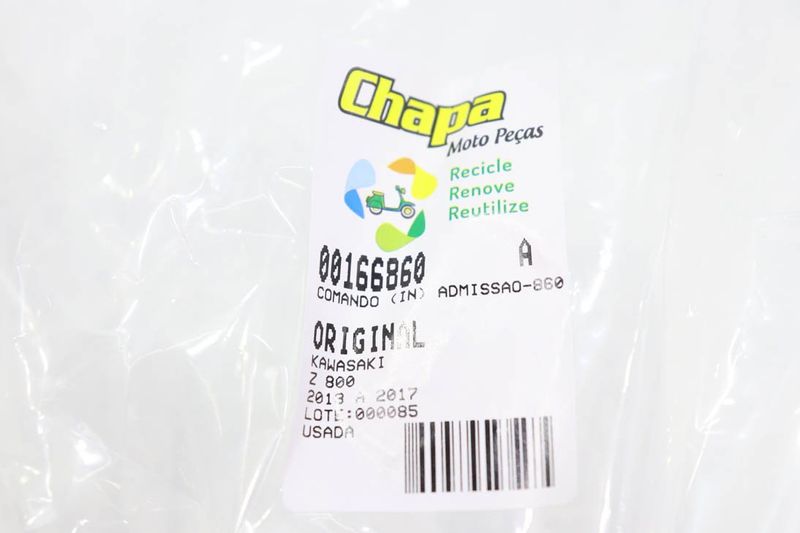 Chapa
Moto Peças
Recicle
Renove
Reutilize
00166860 A
COMANDO (IN) ADMISSAO-860
ORIGINAL
KAWASAKI
Z 800
2013 A 2017
LOTE:000085
USADA